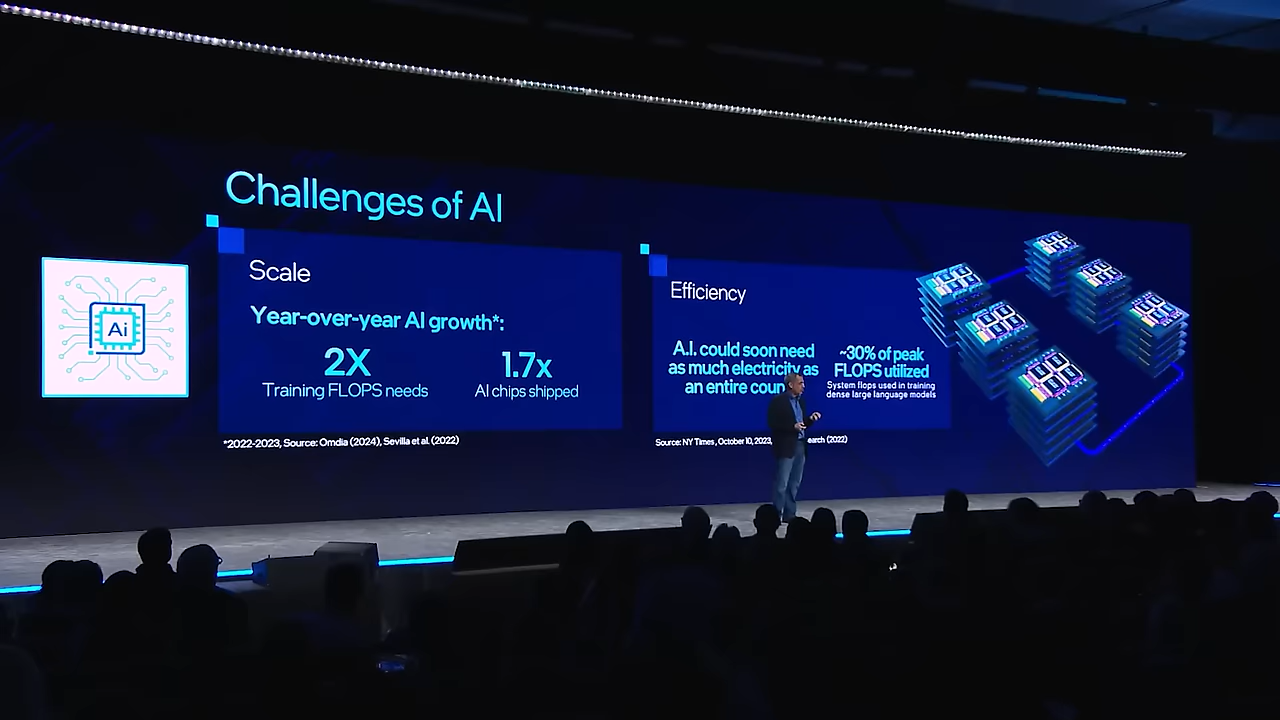 Challenges of AI
Ai
Scale
Year-over-year AI growth*:
2X
Training FLOPS needs
1.7x
AI chips shipped
*2022-2023, Source: Omdia (2024), Sevilla et al. (2022)
Efficiency
A.I. could soon need
as much electricity as
an entire
~30% of peak
FLOPS utilized
System flops used in training
dense large language models
Source: NY Times, October 10, 2023, (2022)